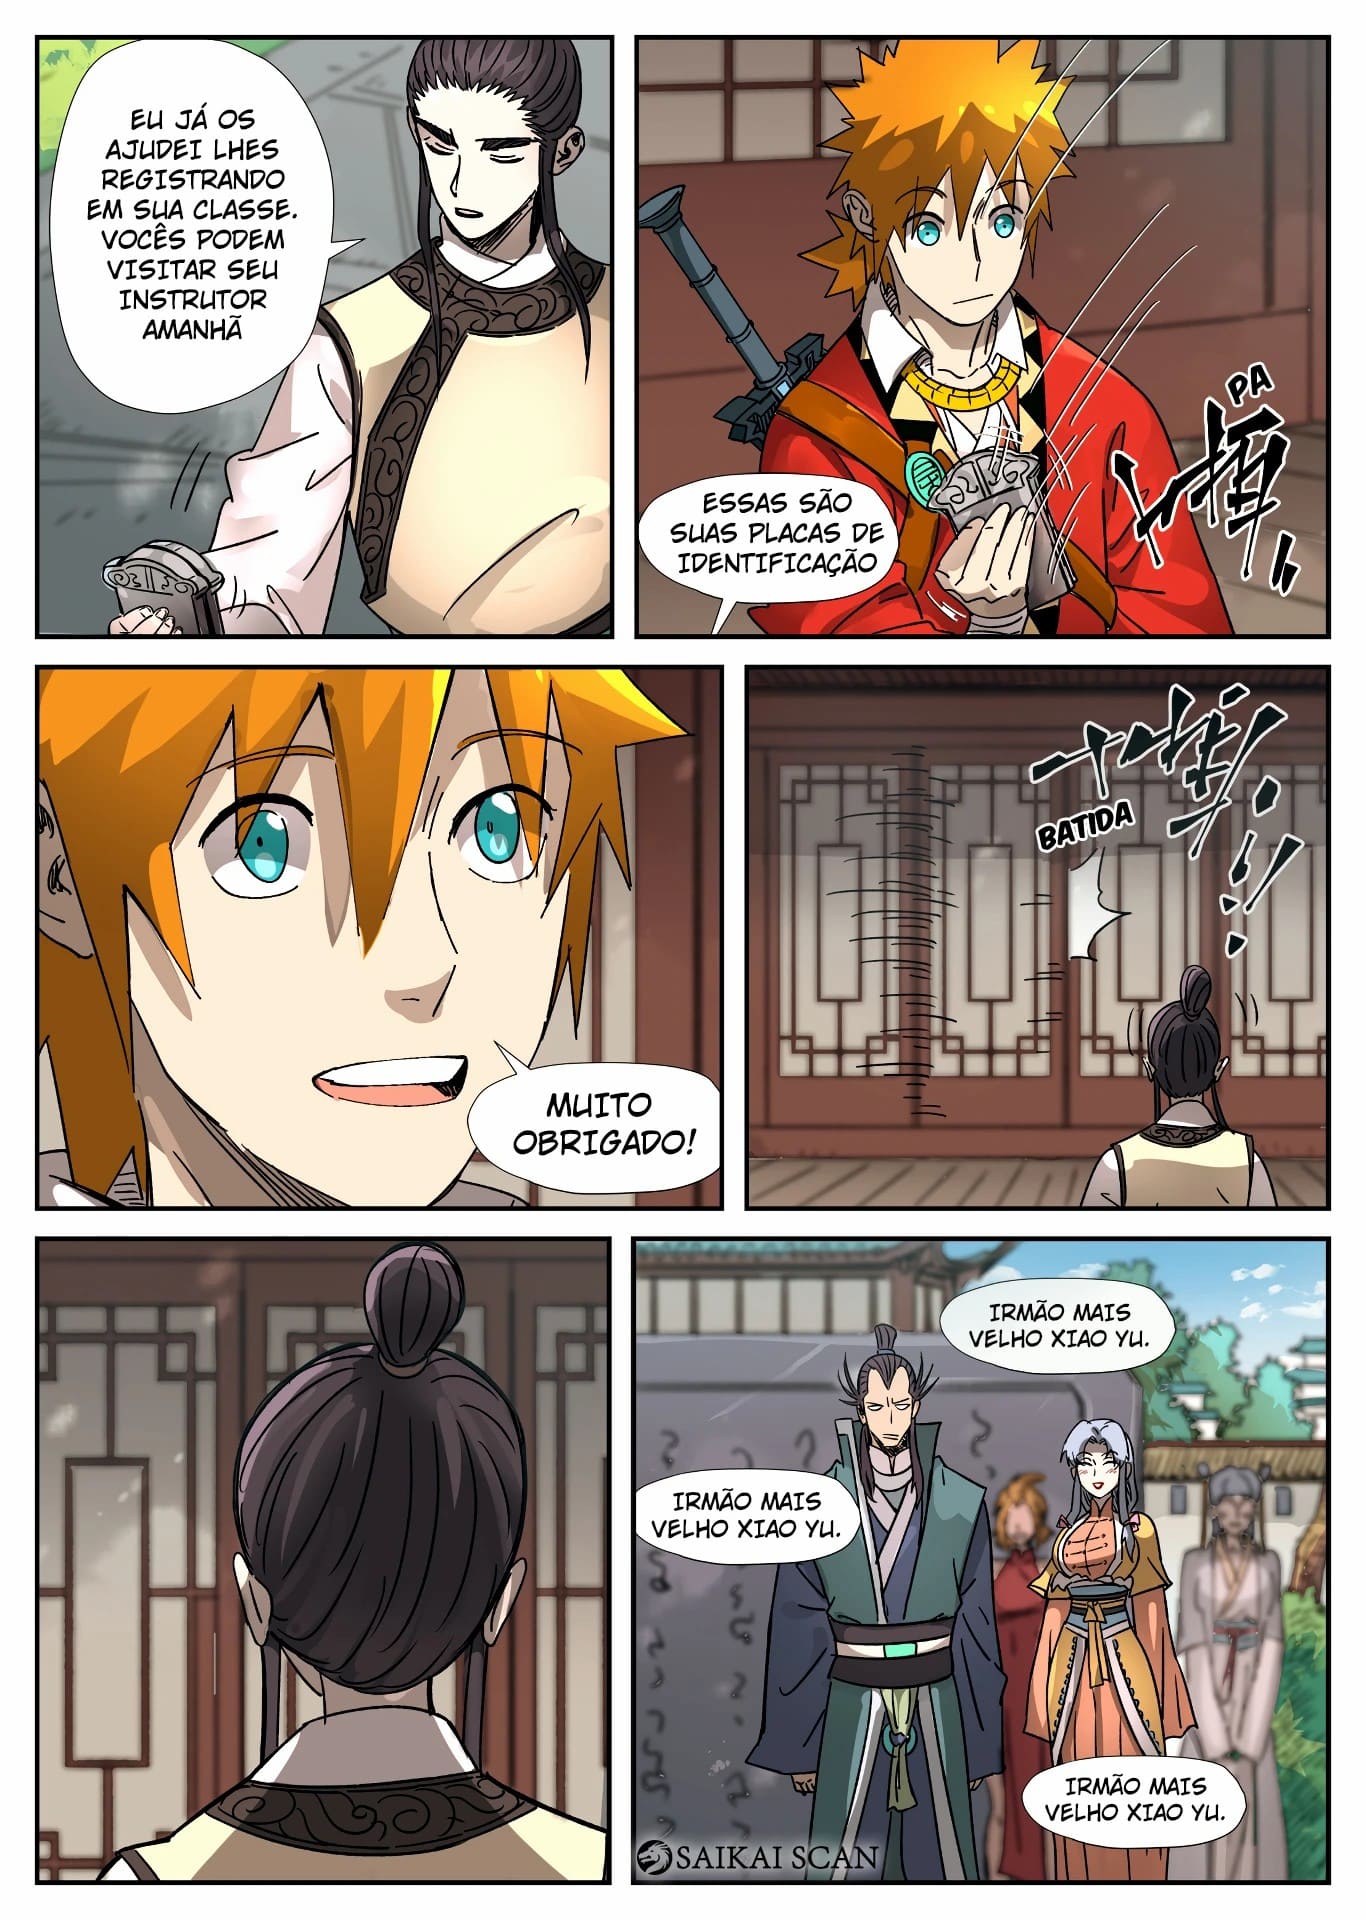 EU JÁ OS
AJUDEI LHES
REGISTRANDO
EM SUA CLASSE.
VOCÊS PODEM
VISITAR SEU
INSTRUTOR
AMANHÃ
PA
ESSAS SÃO
SUAS PLACAS DE
IDENTIFICAÇÃO
MUITO
OBRIGADO!
BATIDA
IRMÃO MAIS
VELHO XIAO YU.
IRMÃO MAIS
VELHO XIAO YU.
IRMÃO MAIS
VELHO XIAO YU.
SAIKAI SCAN